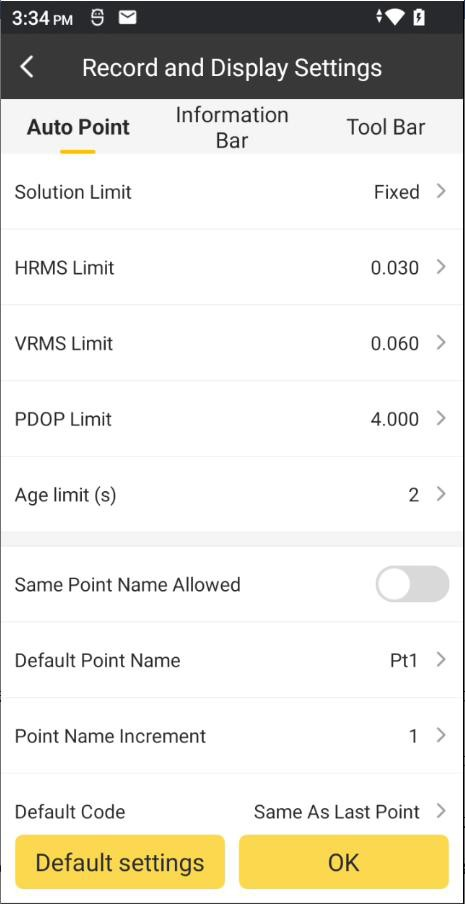 3:34 PM
Record and Display Settings
Auto Point
Information
Bar
Tool Bar
Solution Limit Fixed
HRMS Limit 0.030
VRMS Limit 0.060
PDOP Limit 4.000
Age limit (s) 2
Same Point Name Allowed
Default Point Name Pt1
Point Name Increment 1
Default Code Same As Last Point
Default settings OK